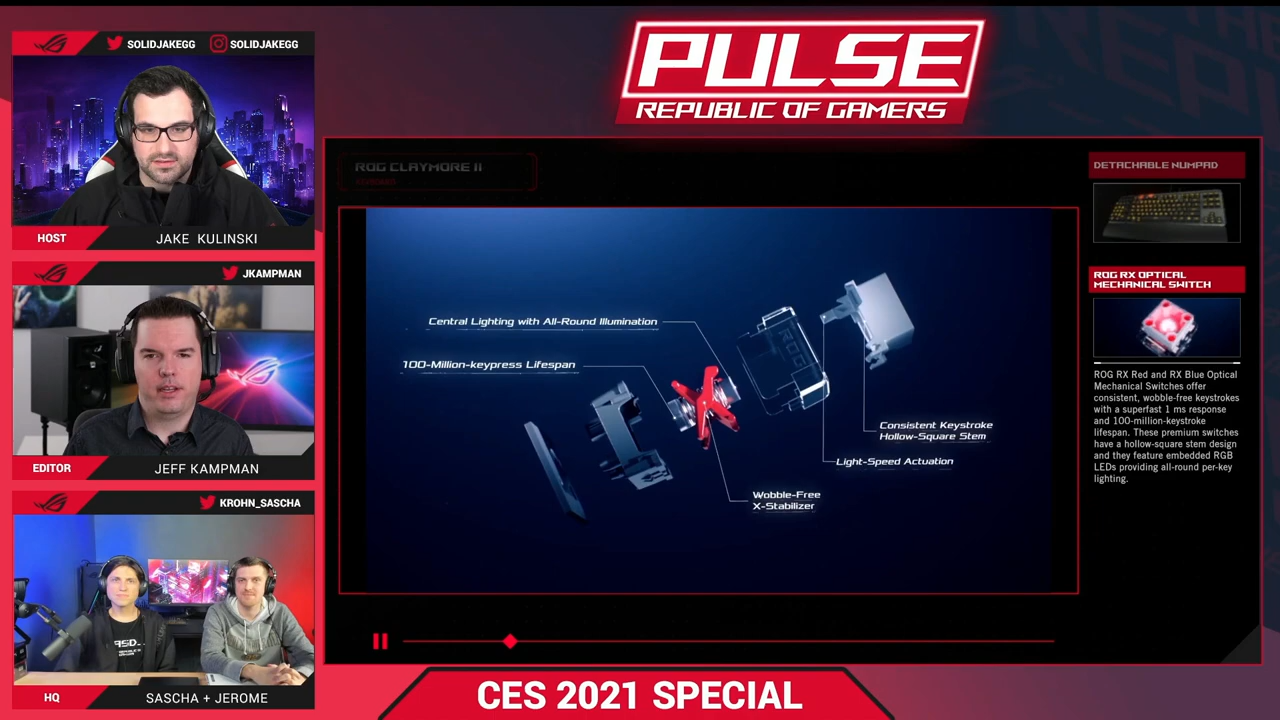 SOLIDJAKEGG
SOLIDJAKEGG
HOST
JAKE KULINSKI
JKAMPMAN
EDITOR
JEFF KAMPMAN
KROHN_SASCHA
HQ
SASCHA + JEROME
PULSE
REPUBLIC OF GAMERS
ROG CLAYMORE II
Central Lighting with All-Round Illumination
100-Million-keypress Lifespan
ROG
Consistent Keystroke
Hollow-Square Stem
Light-Speed Actuation
Wobble-Free
X-Stabilizer
DETACHABLE NUMPAD
ROG RX OPTICAL
MECHANICAL SWITCH
ROG RX Red and RX Blue Optical
Mechanical Switches offer
consistent, wobble-free keystrokes
with a superfast 1 ms response
and 100-million-keystroke
lifespan. These premium switches
have a hollow-square stem design
and they feature embedded RGB
LEDs providing all-round per-key
lighting.
CES 2021 SPECIAL